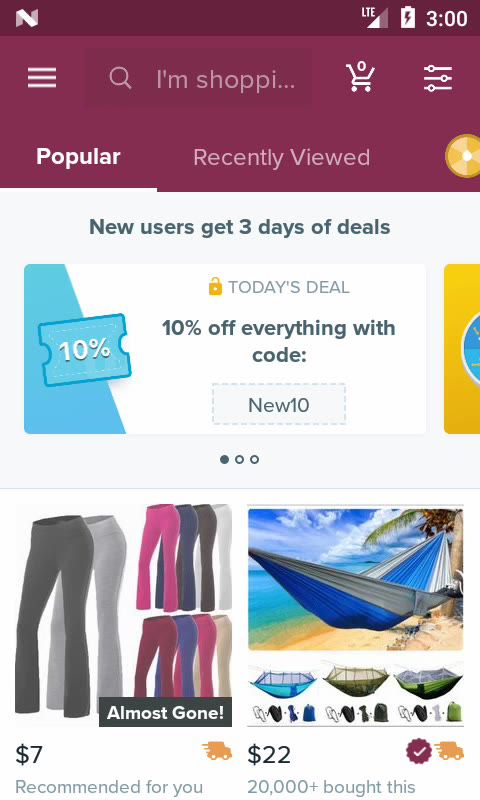 LTE
3:00
I'm shoppi...
0
Popular
Recently Viewed
New users get 3 days of deals
TODAY'S DEAL
10% off everything with
code:
10%
New10
Almost Gone!
$7
$22
Recommended for you
20,000+ bought this